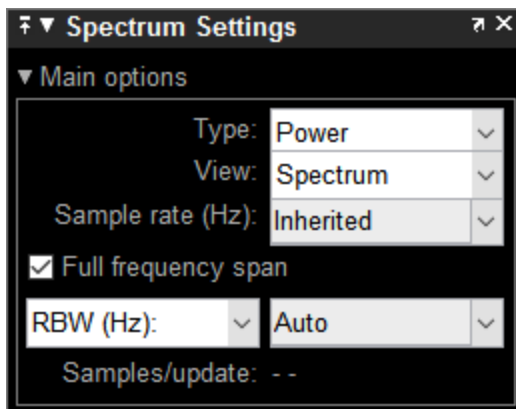 Spectrum Settings
Main options
Type: Power
View: Spectrum
Sample rate (Hz): Inherited
Full frequency span
RBW (Hz): Auto
Samples/update: - -